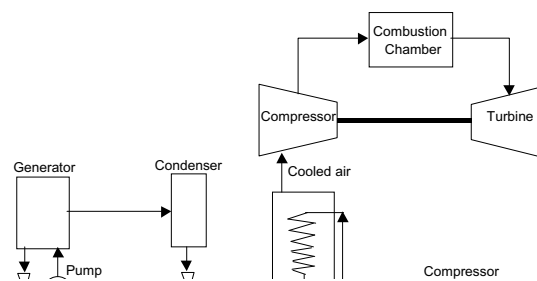 Combustion
Chamber
Compressor
Turbine
Generator
Condenser
Cooled air
Pump
Compressor